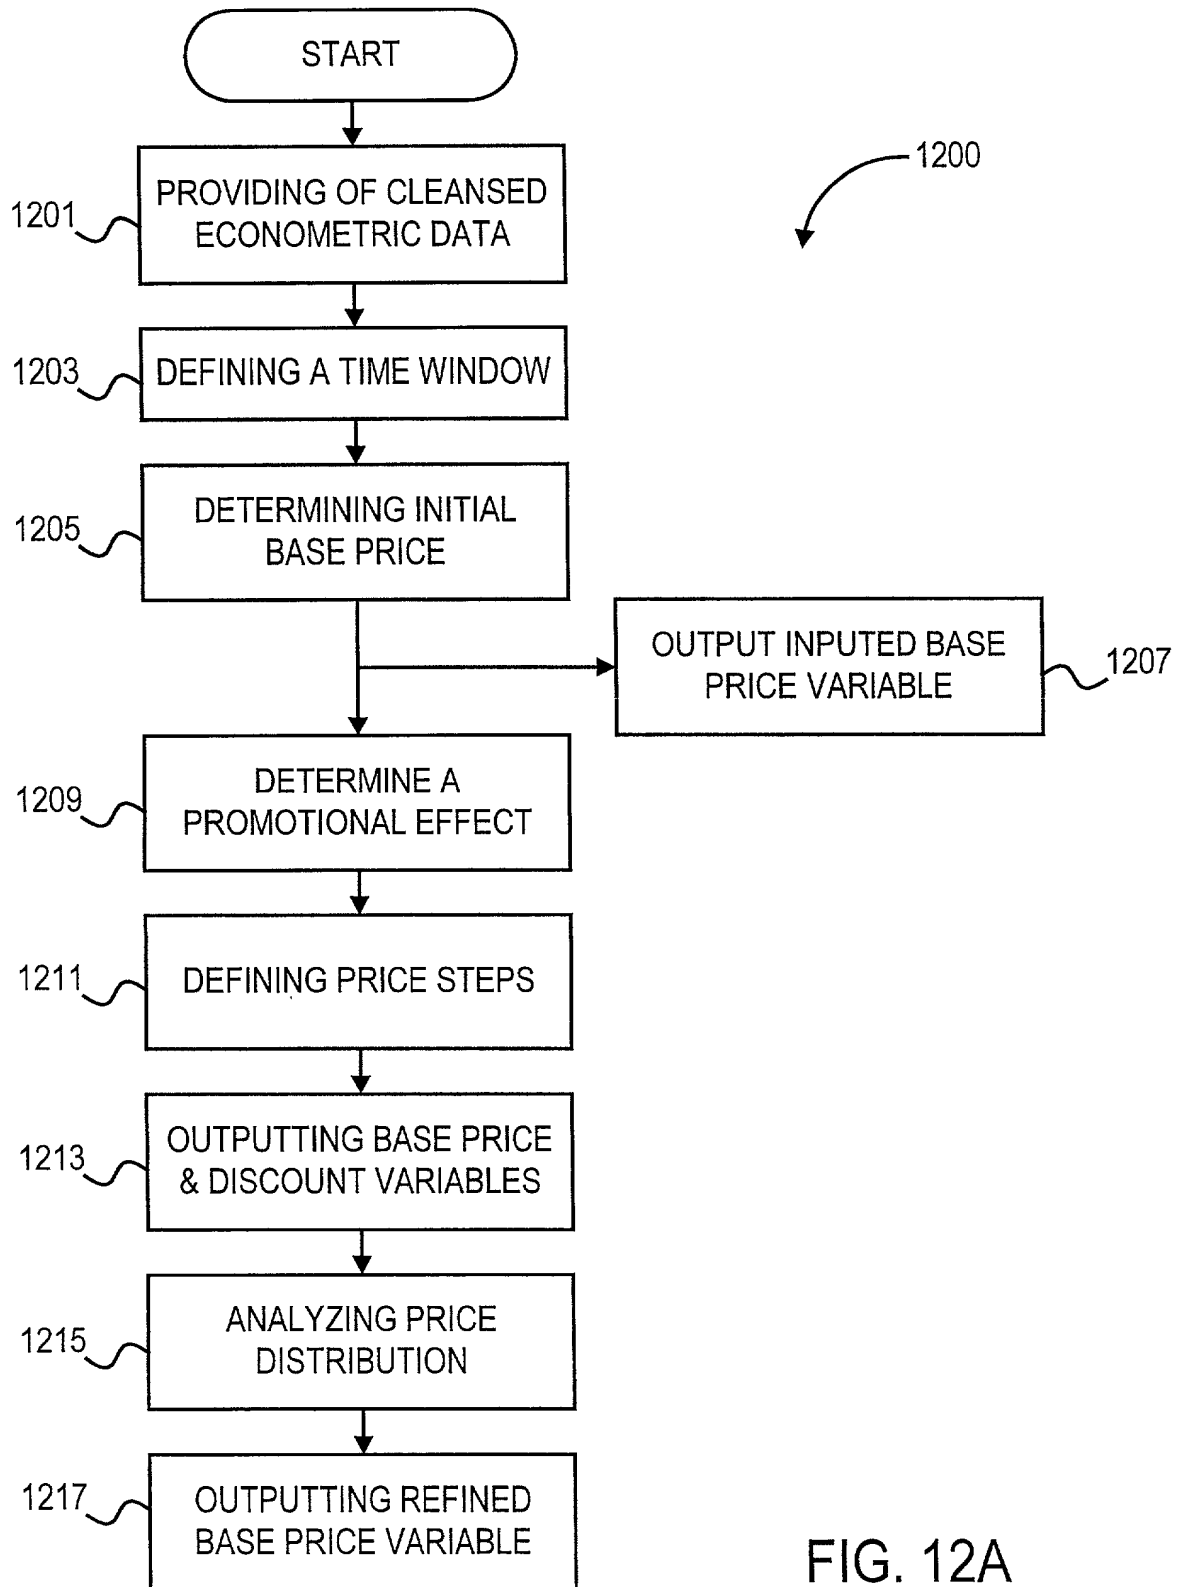 START
1200
1201
PROVIDING OF CLEANSED
ECONOMETRIC DATA
1203
DEFINING A TIME WINDOW
1205
DETERMINING INITIAL
BASE PRICE
OUTPUT INPUTED BASE
PRICE VARIABLE
1207
1209
DETERMINE A
PROMOTIONAL EFFECT
1211
DEFINING PRICE STEPS
1213
OUTPUTTING BASE PRICE
& DISCOUNT VARIABLES
1215
ANALYZING PRICE
DISTRIBUTION
1217
OUTPUTTING REFINED
BASE PRICE VARIABLE
FIG. 12A